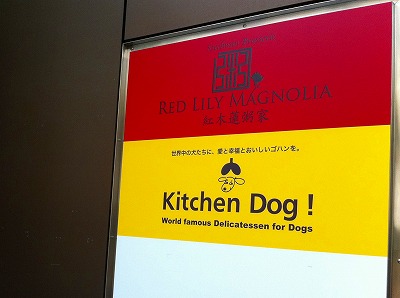 RED LILY MAGNOLIA
紅木蓮圍家
世界中の犬たちに、愛と幸福とおいしいゴハンを。
Kitchen Dog !
World famous Delicatessen for Dogs